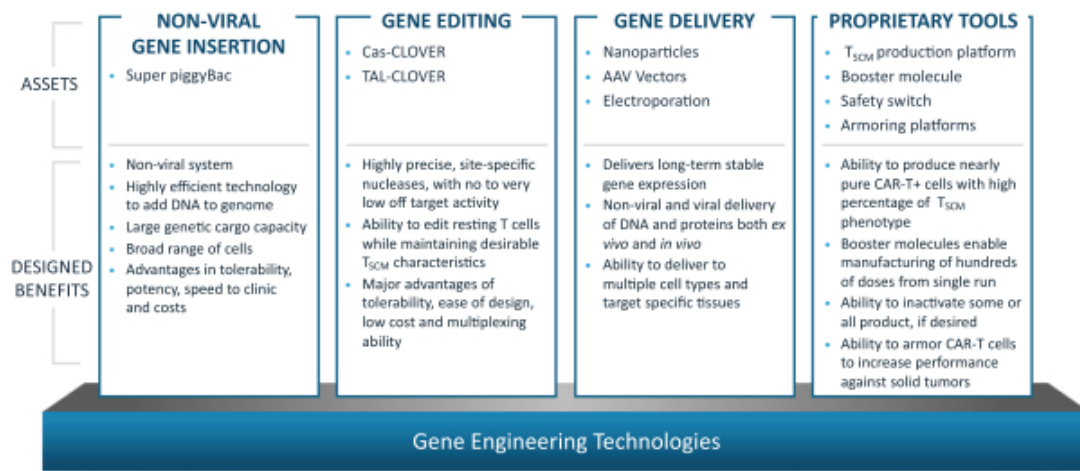 NON-VIRAL
GENE INSERTION
GENE EDITING
GENE DELIVERY
PROPRIETARY TOOLS
ASSETS
• Super piggyBac
• Cas-CLOVER
• TAL-CLOVER
• Nanoparticles
• AAV Vectors
• Electroporation
• TSCM production platform
• Booster molecule
• Safety switch
• Armoring platforms
DESIGNED
BENEFITS
• Non-viral system
• Highly efficient technology
to add DNA to genome
• Large genetic cargo capacity
• Broad range of cells
• Advantages in tolerability,
potency, speed to clinic
and costs
• Highly precise, site-specific
nucleases, with no to very
low off target activity
• Ability to edit resting T cells
while maintaining desirable
TSCM characteristics
• Major advantages of
tolerability, ease of design,
low cost and multiplexing
ability
• Delivers long-term stable
gene expression
• Non-viral and viral delivery
of DNA and proteins both ex
vivo and in vivo
• Ability to deliver to
multiple cell types and
target specific tissues
• Ability to produce nearly
pure CAR-T+ cells with high
percentage of TSCM
phenotype
• Booster molecules enable
manufacturing of hundreds
of doses from single run
• Ability to inactivate some or
all product, if desired
• Ability to armor CAR-T cells
to increase performance
against solid tumors
Gene Engineering Technologies